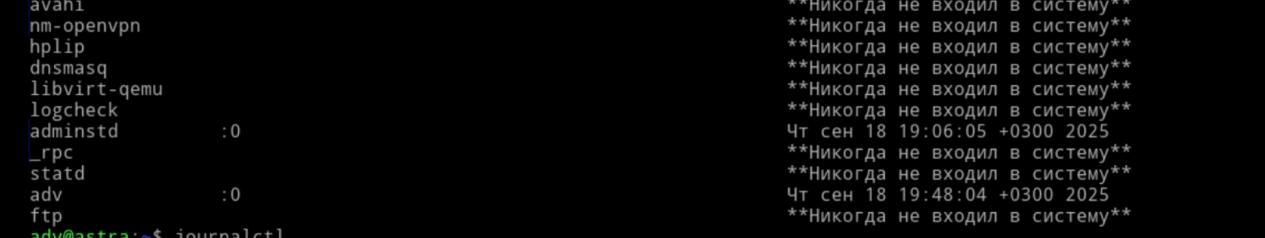 avahi **Никогда не входил в систему**
nm-openvpn **Никогда не входил в систему**
hplip **Никогда не входил в систему**
dnsmasq **Никогда не входил в систему**
libvirt-qemu **Никогда не входил в систему**
logcheck **Никогда не входил в систему**
adminstd :0 Чт сен 18 19:06:05 +0300 2025
_rpc **Никогда не входил в систему**
statd **Никогда не входил в систему**
adv :0 Чт сен 18 19:48:04 +0300 2025
ftp **Никогда не входил в систему**
adv@astra:~$ journalctl